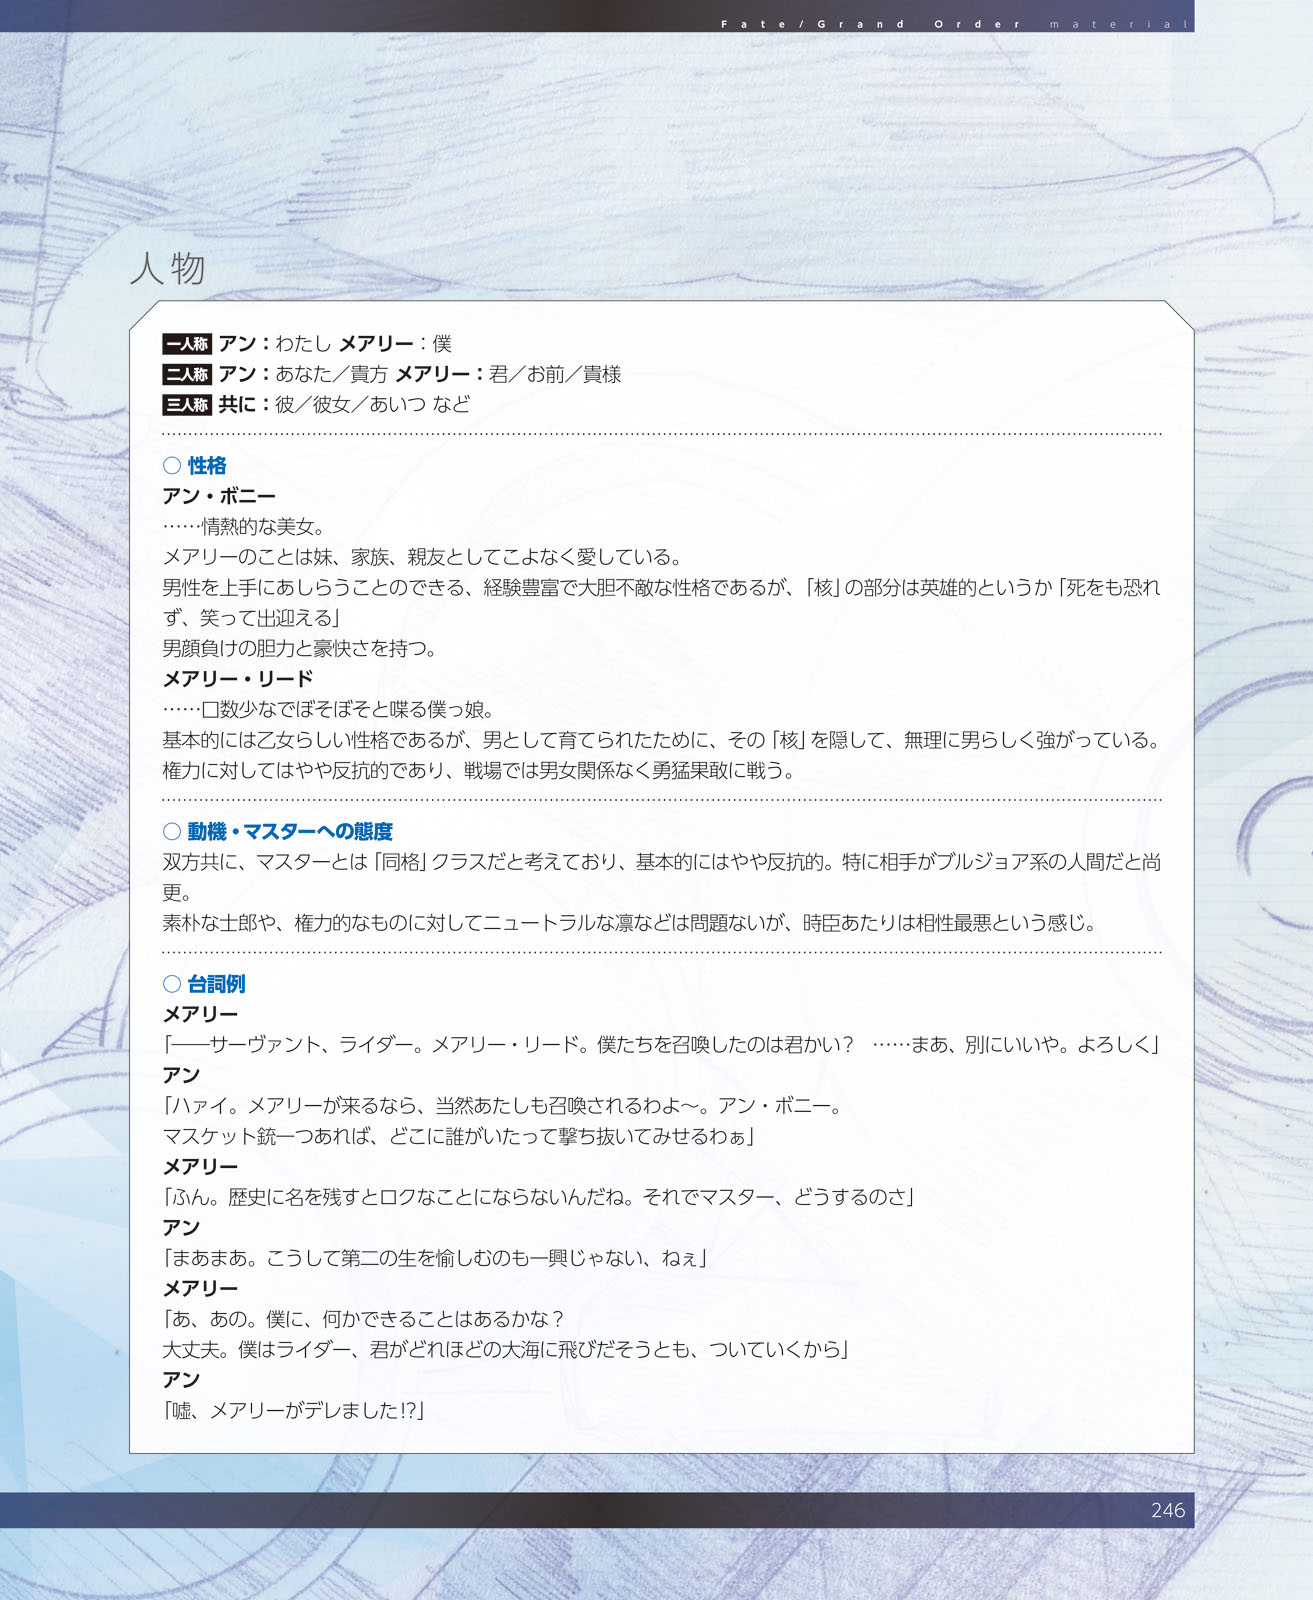 Fate/Grand Order material
人物
一人称 アン：わたし メアリー：僕
二人称 アン：あなた／貴方 メアリー：君／お前／貴様
三人称 共に：彼／彼女／あいつ など
○ 性格
アン・ボニー
……情熱的な美女。
メアリーのことは妹、家族、親友としてこよなく愛している。
男性を上手にあしらうことのできる、経験豊富で大胆不敵な性格であるが、「核」の部分は英雄的というか「死をも恐れ
ず、笑って出迎える」
男顔負けの胆力と豪快さを持つ。
メアリー・リード
……口数少なでぼそぼそと喋る僕っ娘。
基本的には乙女らしい性格であるが、男として育てられたために、その「核」を隠して、無理に男らしく強がっている。
権力に対してはやや反抗的であり、戦場では男女関係なく勇猛果敢に戦う。
○ 動機・マスターへの態度
双方共に、マスターとは「同格」クラスだと考えており、基本的にはやや反抗的。特に相手がブルジョア系の人間だと尚
更。
素朴な士郎や、権力的なものに対してニュートラルな凛などは問題ないが、時臣あたりは相性最悪という感じ。
○ 台詞例
メアリー
「――サーヴァント、ライダー。メアリー・リード。僕たちを召喚したのは君かい？　……まあ、別にいいや。よろしく」
アン
「ハァイ。メアリーが来るなら、当然あたしも召喚されるわよ～。アン・ボニー。
マスケット銃一つあれば、どこに誰がいたって撃ち抜いてみせるわぁ」
メアリー
「ふん。歴史に名を残すとロクなことにならないんだね。それでマスター、どうするのさ」
アン
「まあまあ。こうして第二の生を愉しむのも一興じゃない、ねぇ」
メアリー
「あ、あの。僕に、何かできることはあるかな？
大丈夫。僕はライダー、君がどれほどの大海に飛びだそうとも、ついていくから」
アン
「嘘、メアリーがデレました!?」
246